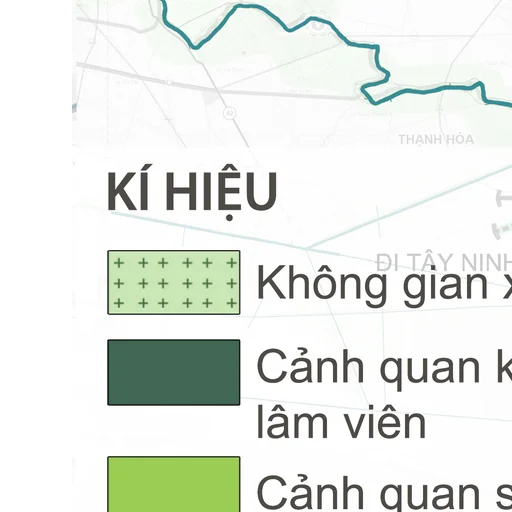 THẠNH HÓA
KÍ HIỆU
ĐI TÂY NINH
Không gian
Cảnh quan
lâm viên
Cảnh quan